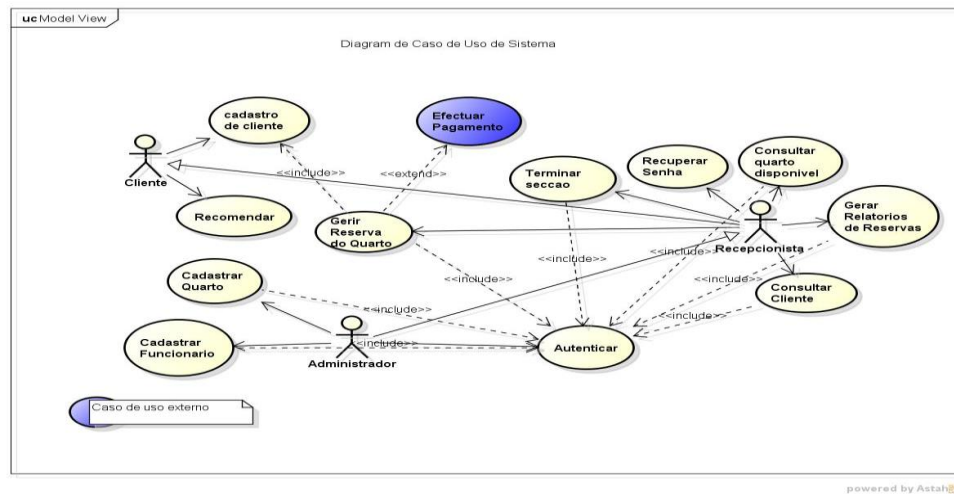 uc Model View
Diagram de Caso de Uso de Sistema
cadastro
de cliente
Efectuar
Pagamento
Cliente
<<include>>
<<extend>>
Terminar
seccao
Recuperar
Senha
Consultar
quarto
disponivel
Recomendar
Gerir
Reserva
do Quarto
Gerar
Relatorios
de Reservas
Recepcionista
<<include>>
<<include>>
<<include>>
<<include>>
Cadastrar
Quarto
Consultar
Cliente
<<include>>
<<include>>
Cadastrar
Funcionario
<<include>>
Administrador
Autenticar
Caso de uso externo
powered by Astah